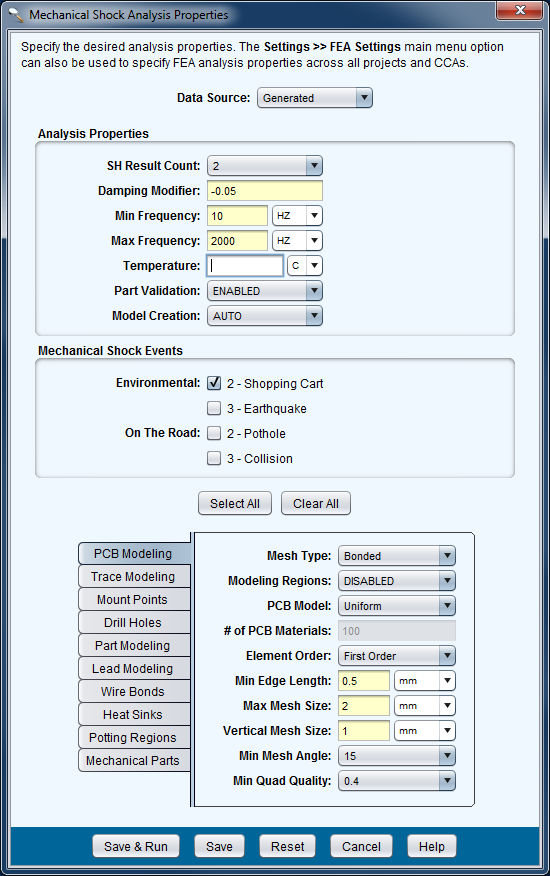 Mechanical Shock Analysis Properties
Specify the desired analysis properties. The Settings >> FEA Settings main menu option
can also be used to specify FEA analysis properties across all projects and CCAs.
Data Source: Generated
Analysis Properties
SH Result Count: 2
Damping Modifier: -0.05
Min Frequency: 10 HZ
Max Frequency: 2000 HZ
Temperature: C
Part Validation: ENABLED
Model Creation: AUTO
Mechanical Shock Events
Environmental: 2 - Shopping Cart
3 - Earthquake
On The Road: 2 - Pothole
3 - Collision
Select All Clear All
PCB Modeling
Trace Modeling
Mount Points
Drill Holes
Part Modeling
Lead Modeling
Wire Bonds
Heat Sinks
Potting Regions
Mechanical Parts
Mesh Type: Bonded
Modeling Regions: DISABLED
PCB Model: Uniform
# of PCB Materials: 100
Element Order: First Order
Min Edge Length: 0.5 mm
Max Mesh Size: 2 mm
Vertical Mesh Size: 1 mm
Min Mesh Angle: 15
Min Quad Quality: 0.4
Save & Run Save Reset Cancel Help